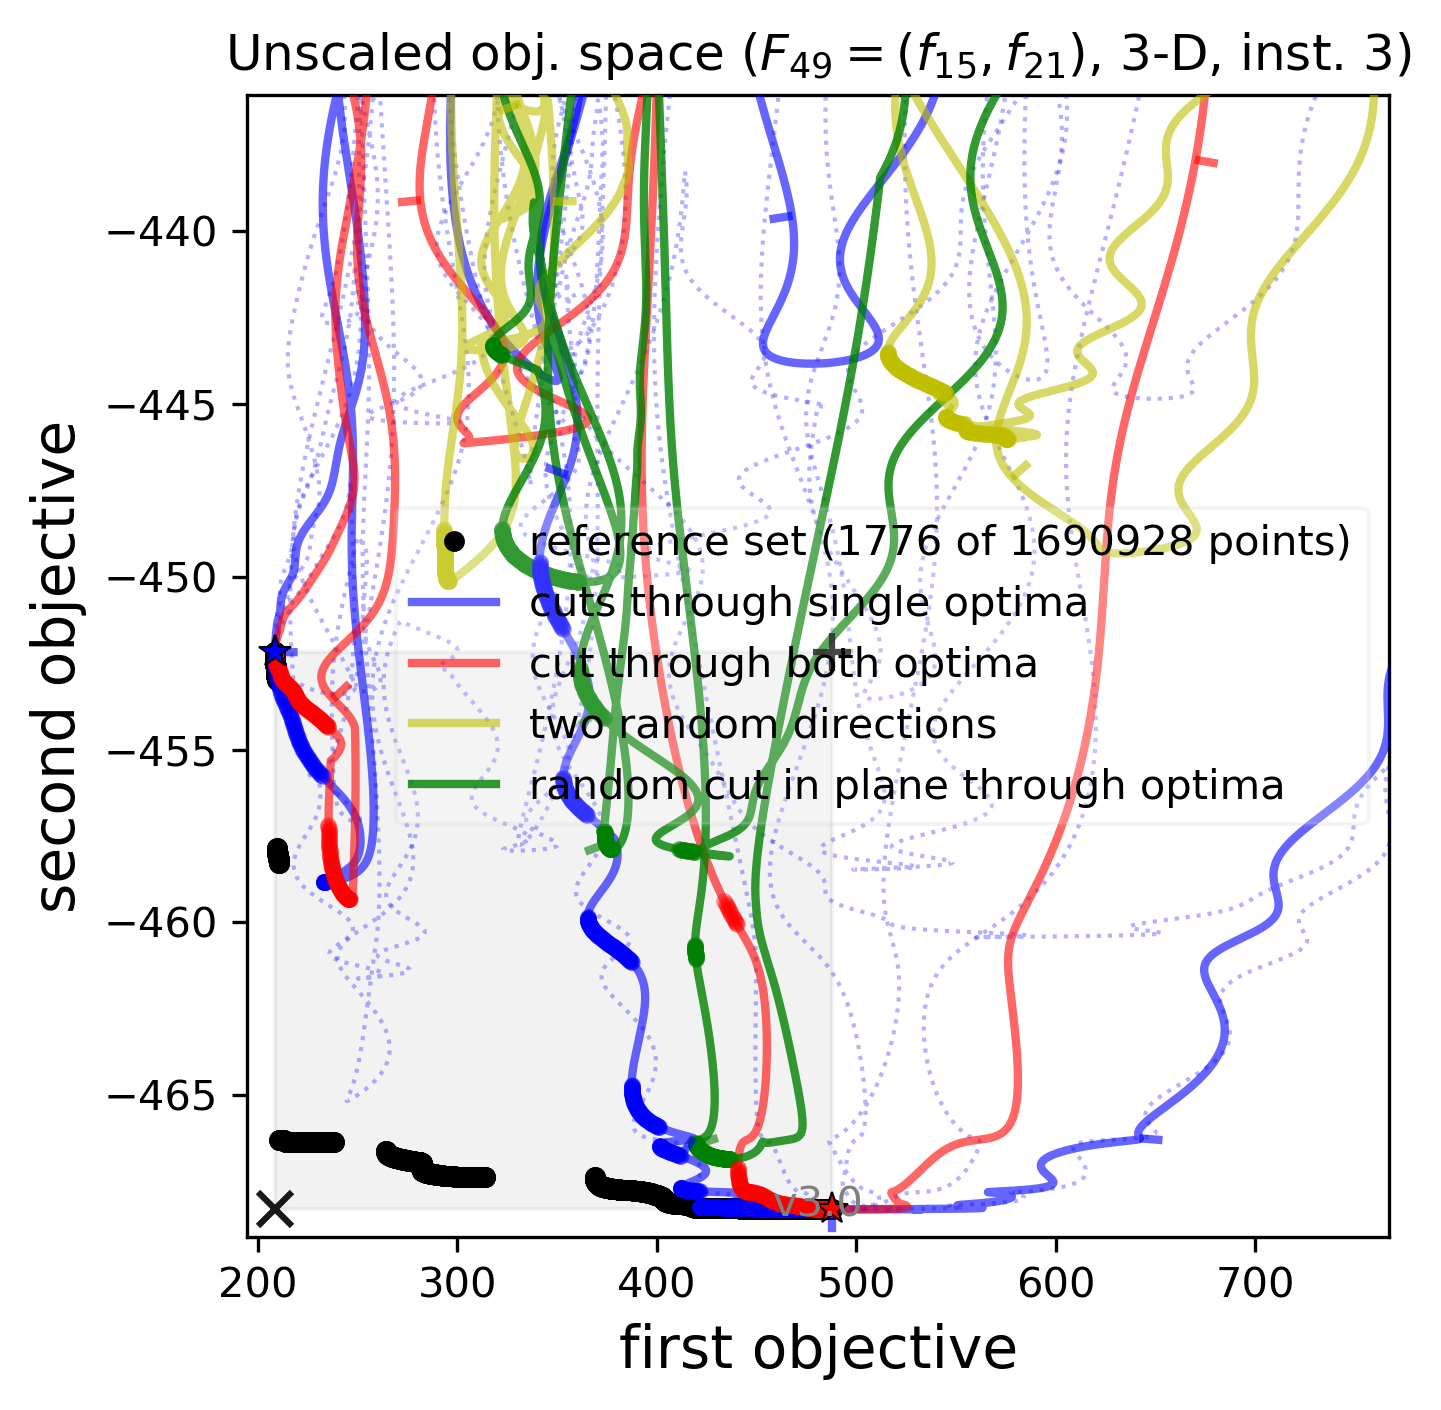 Unscaled obj. space (F₄₉ = (f₁₅, f₂₁), 3-D, inst. 3)
−440
−445
−450
−455
−460
−465
second objective
reference set (1776 of 1690928 points)
cuts through single optima
cut through both optima
two random directions
random cut in plane through optima
v3.0
200 300 400 500 600 700
first objective